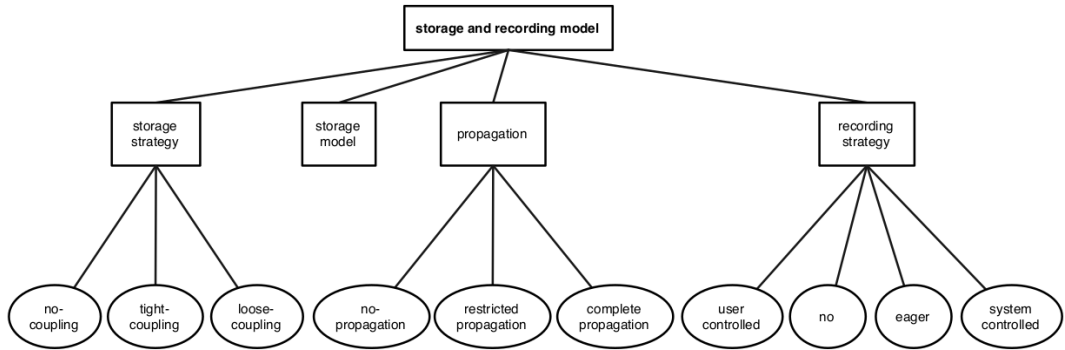 storage and recording model
storage
strategy
storage
model
propagation
recording
strategy
no-
coupling
tight-
coupling
loose-
coupling
no-
propagation
restricted
propagation
complete
propagation
user
controlled
no
eager
system
controlled